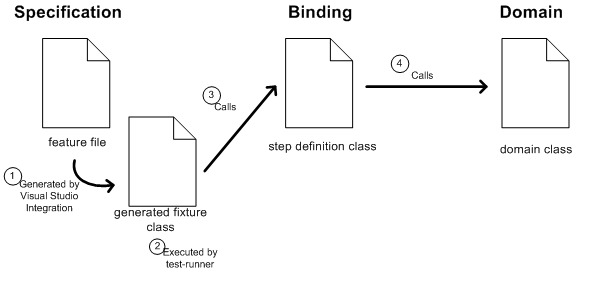 Specification
Binding
Domain
feature file
1
Generated by
Visual Studio
Integration
generated fixture
class
2
Executed by
test-runner
3
Calls
step definition class
4
Calls
domain class